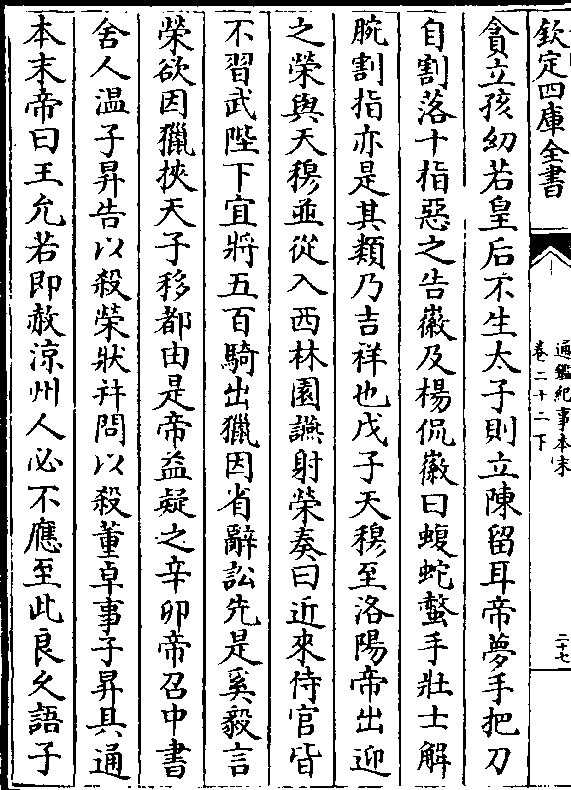 欽定四庫全書
通鑑紀事本末
卷二十二下
二十七
貪立孩幼若皇后不生太子則立陳留耳帝夢手把刀
自割落十指惡之告徽及楊侃徽曰蝮蛇螫手壯士解
腕割指亦是其類乃吉祥也戊子天穆至洛陽帝出迎
之榮與天穆並從入西林園讌射榮奏曰近來侍官皆
不習武陛下宜將五百騎出獵因省辭訟先是奚毅言
榮欲因獵挾天子移都由是帝益疑之辛卯帝召中書
舍人温子昇告以殺榮狀幷問以殺董卓事子昇具通
本末帝曰王允若即赦涼州人必不應至此良久語子